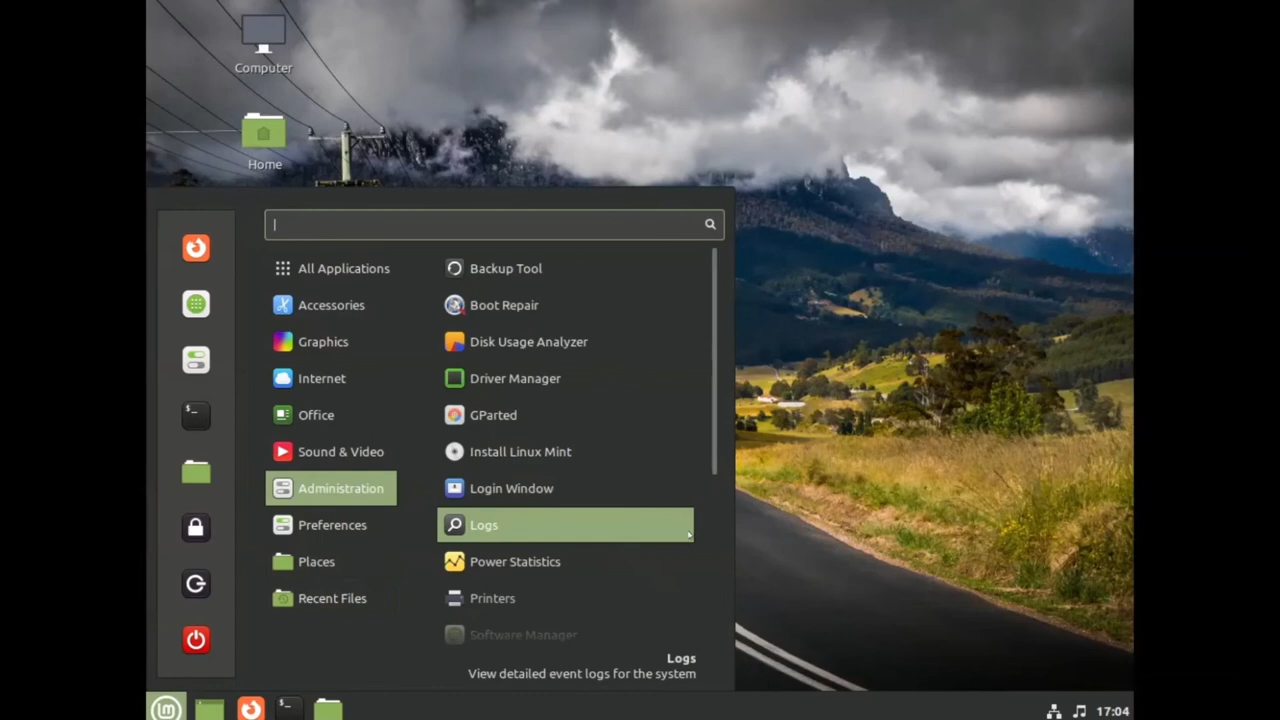 Computer
Home
All Applications
Accessories
Graphics
Internet
Office
Sound & Video
Administration
Preferences
Places
Recent Files
Backup Tool
Boot Repair
Disk Usage Analyzer
Driver Manager
GParted
Install Linux Mint
Login Window
Logs
Power Statistics
Printers
Software Manager
Logs
View detailed event logs for the system
17:04